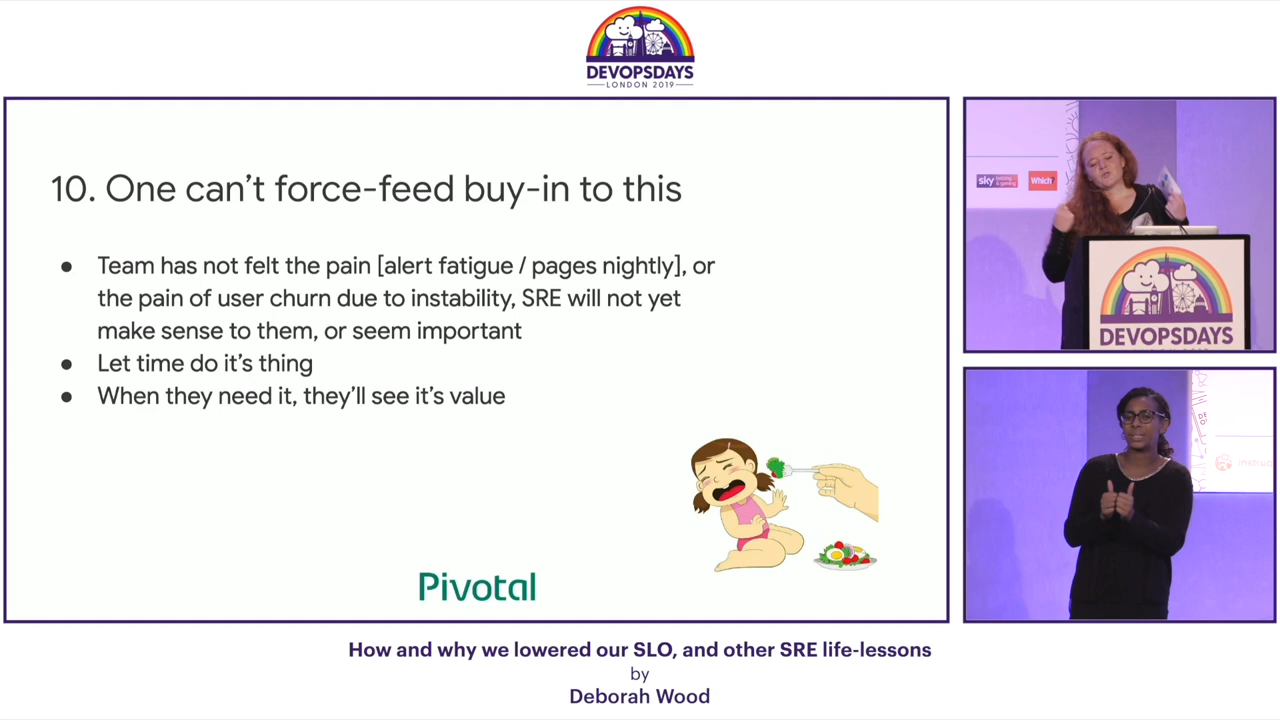 DEVOPSDAYS
LONDON 2019
10. One can't force-feed buy-in to this
● Team has not felt the pain [alert fatigue / pages nightly], or
the pain of user churn due to instability, SRE will not yet
make sense to them, or seem important
● Let time do it's thing
● When they need it, they'll see it's value
Pivotal
sky betting & gaming
Which?
DEVOPSDAYS
How and why we lowered our SLO, and other SRE life-lessons
by
Deborah Wood